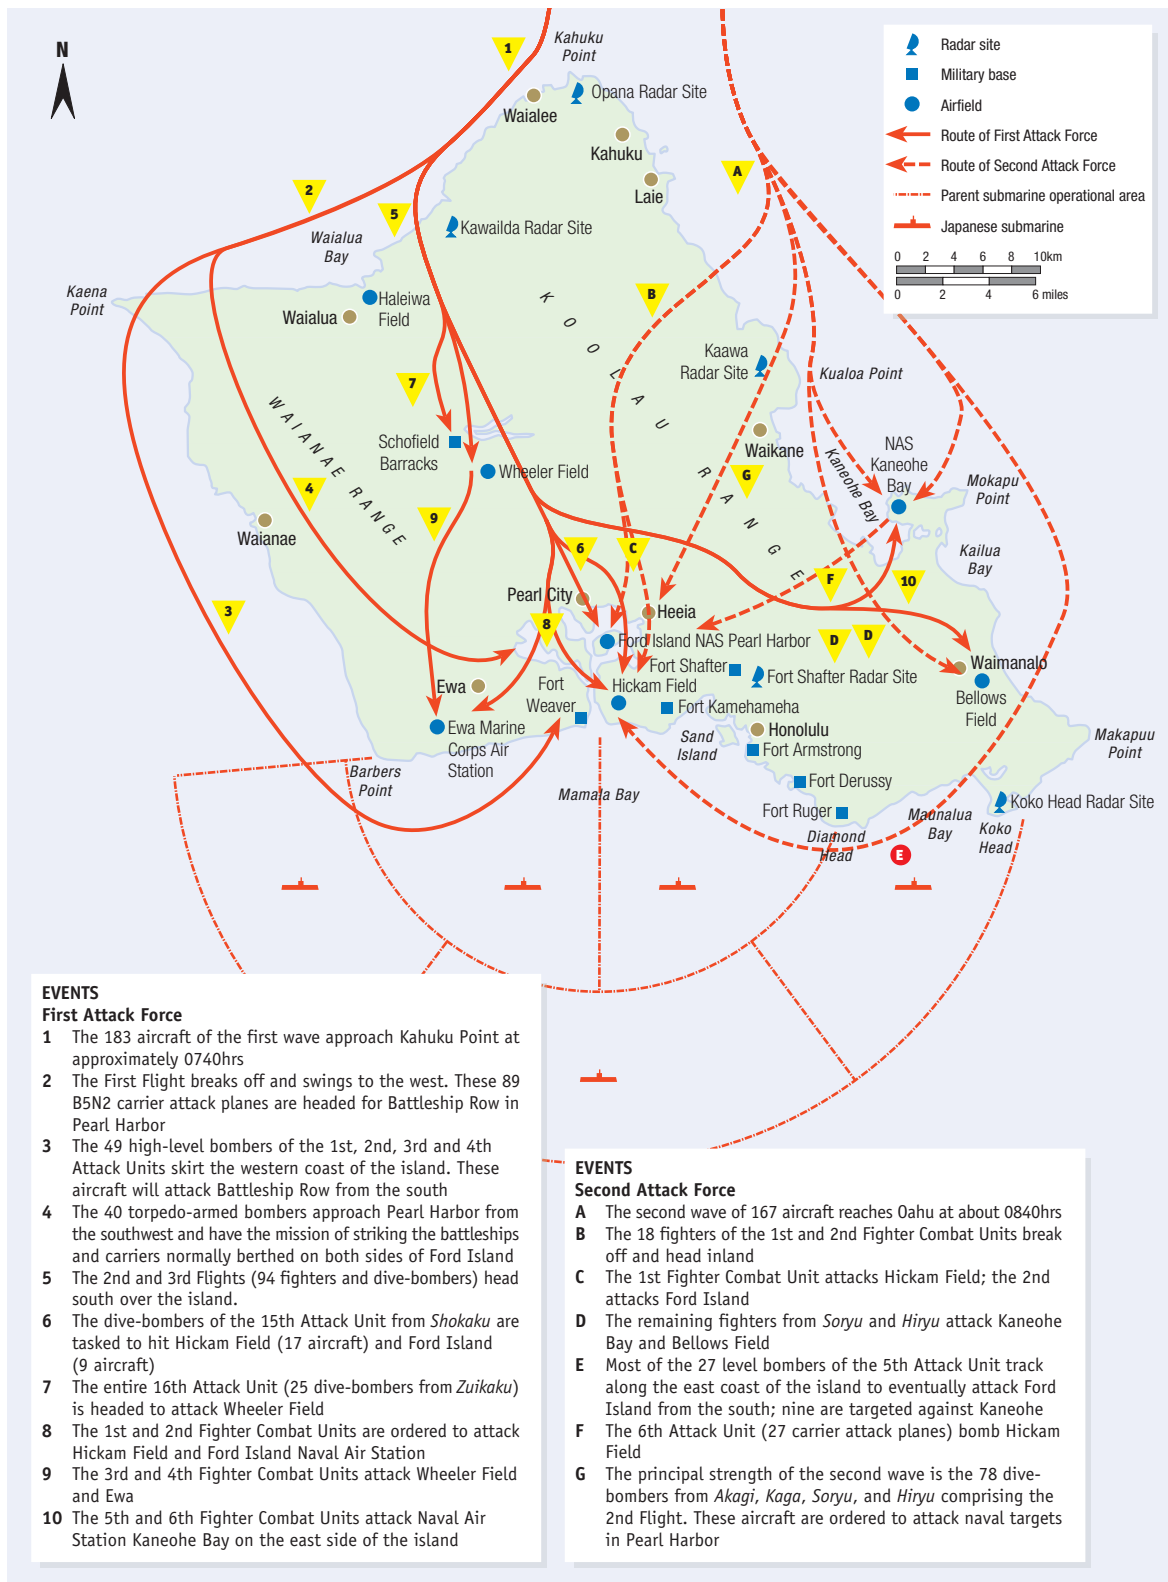 N
1
Kahuku
Point
Opana Radar Site
Waialee
Kahuku
Laie
A
2
5
Kawailda Radar Site
Waialua
Bay
Kaena
Point
Haleiwa
Field
Waialua
B
KOOLAU RANGE
Kaawa
Radar Site
Kualoa Point
7
WAIANAE RANGE
Schofield
Barracks
Wheeler Field
Waikane
NAS
Kaneohe
Bay
Kaneohe Bay
Mokapu
Point
4
G
9
Waianae
6
C
Kailua
Bay
F
10
Pearl City
Heeia
3
8
D
D
Ford Island NAS Pearl Harbor
Fort Shafter
Fort Shafter Radar Site
Waimanalo
Bellows
Field
Ewa
Fort
Weaver
Hickam Field
Fort Kamehameha
Ewa Marine
Corps Air
Station
Sand
Island
Honolulu
Fort Armstrong
Makapuu
Point
Barbers
Point
Mamala Bay
Fort Derussy
Fort Ruger
Diamond
Head
Maunalua
Bay
Koko Head Radar Site
Koko
Head
E
Radar site
Military base
Airfield
Route of First Attack Force
Route of Second Attack Force
Parent submarine operational area
Japanese submarine
0 2 4 6 8 10km
0 2 4 6 miles
EVENTS
First Attack Force
1 The 183 aircraft of the first wave approach Kahuku Point at
approximately 0740hrs
2 The First Flight breaks off and swings to the west. These 89
B5N2 carrier attack planes are headed for Battleship Row in
Pearl Harbor
3 The 49 high-level bombers of the 1st, 2nd, 3rd and 4th
Attack Units skirt the western coast of the island. These
aircraft will attack Battleship Row from the south
4 The 40 torpedo-armed bombers approach Pearl Harbor from
the southwest and have the mission of striking the battleships
and carriers normally berthed on both sides of Ford Island
5 The 2nd and 3rd Flights (94 fighters and dive-bombers) head
south over the island.
6 The dive-bombers of the 15th Attack Unit from Shokaku are
tasked to hit Hickam Field (17 aircraft) and Ford Island
(9 aircraft)
7 The entire 16th Attack Unit (25 dive-bombers from Zuikaku)
is headed to attack Wheeler Field
8 The 1st and 2nd Fighter Combat Units are ordered to attack
Hickam Field and Ford Island Naval Air Station
9 The 3rd and 4th Fighter Combat Units attack Wheeler Field
and Ewa
10 The 5th and 6th Fighter Combat Units attack Naval Air
Station Kaneohe Bay on the east side of the island
EVENTS
Second Attack Force
A The second wave of 167 aircraft reaches Oahu at about 0840hrs
B The 18 fighters of the 1st and 2nd Fighter Combat Units break
off and head inland
C The 1st Fighter Combat Unit attacks Hickam Field; the 2nd
attacks Ford Island
D The remaining fighters from Soryu and Hiryu attack Kaneohe
Bay and Bellows Field
E Most of the 27 level bombers of the 5th Attack Unit track
along the east coast of the island to eventually attack Ford
Island from the south; nine are targeted against Kaneohe
F The 6th Attack Unit (27 carrier attack planes) bomb Hickam
Field
G The principal strength of the second wave is the 78 dive-
bombers from Akagi, Kaga, Soryu, and Hiryu comprising the
2nd Flight. These aircraft are ordered to attack naval targets
in Pearl Harbor